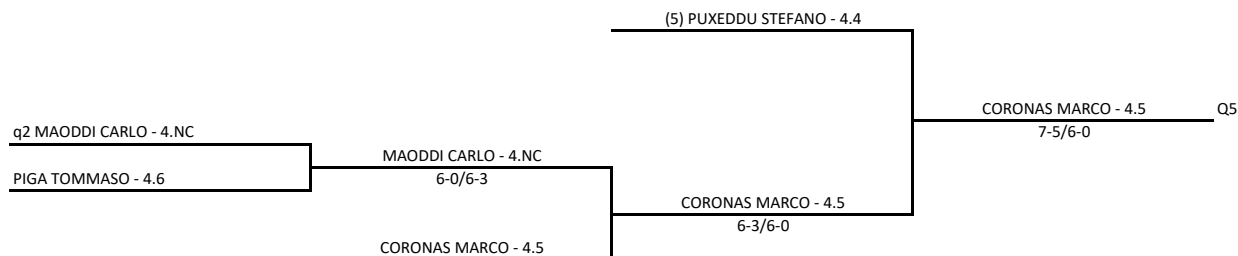 (5) PUXEDDU STEFANO - 4.4
CORONAS MARCO - 4.5
Q5
7-5/6-0
q2 MAODDI CARLO - 4.NC
MAODDI CARLO - 4.NC
6-0/6-3
PIGA TOMMASO - 4.6
CORONAS MARCO - 4.5
6-3/6-0
CORONAS MARCO - 4.5